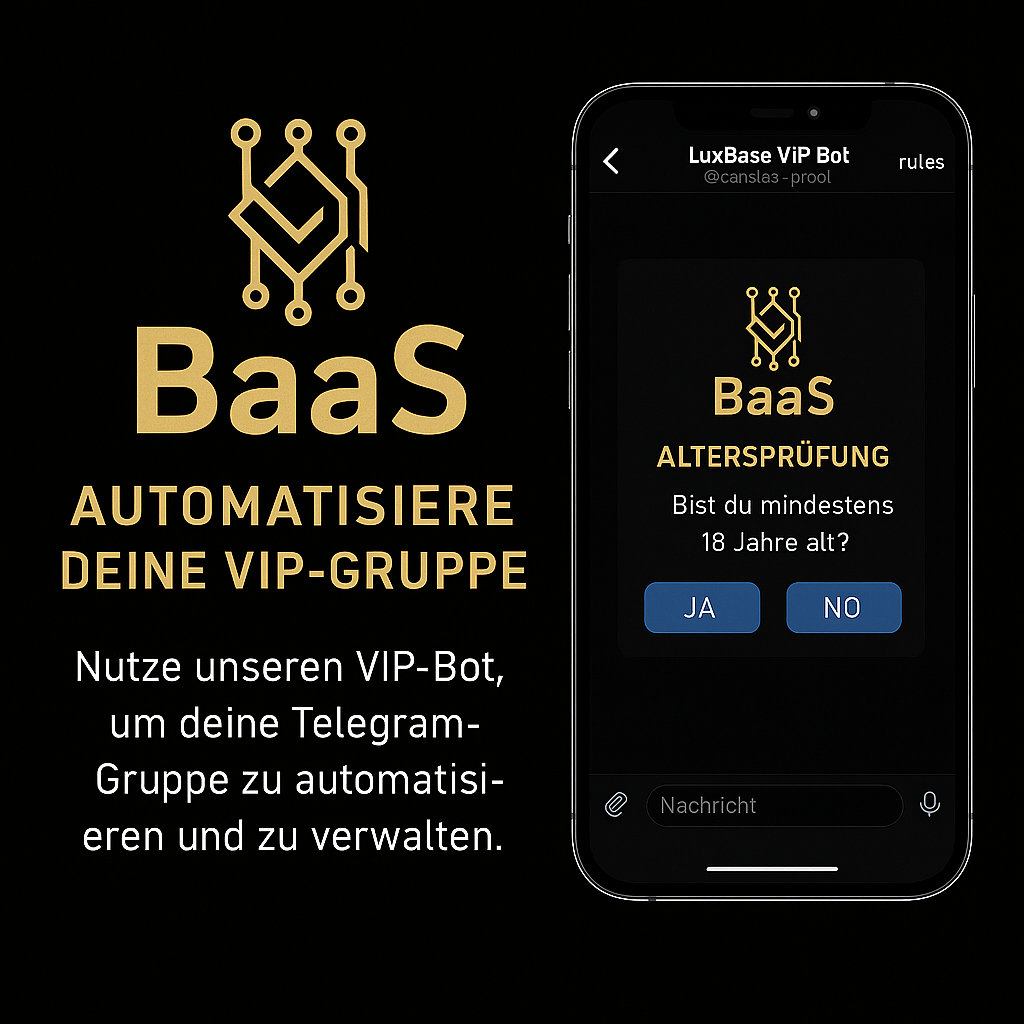 BaaS
AUTOMATISIERE
DEINE VIP-GRUPPE
Nutze unseren VIP-Bot,
um deine Telegram-
Gruppe zu automatisi-
eren und zu verwalten.
LuxBase ViP Bot
rules
BaaS
ALTERSPRÜFUNG
Bist du mindestens
18 Jahre alt?
JA
NO
Nachricht